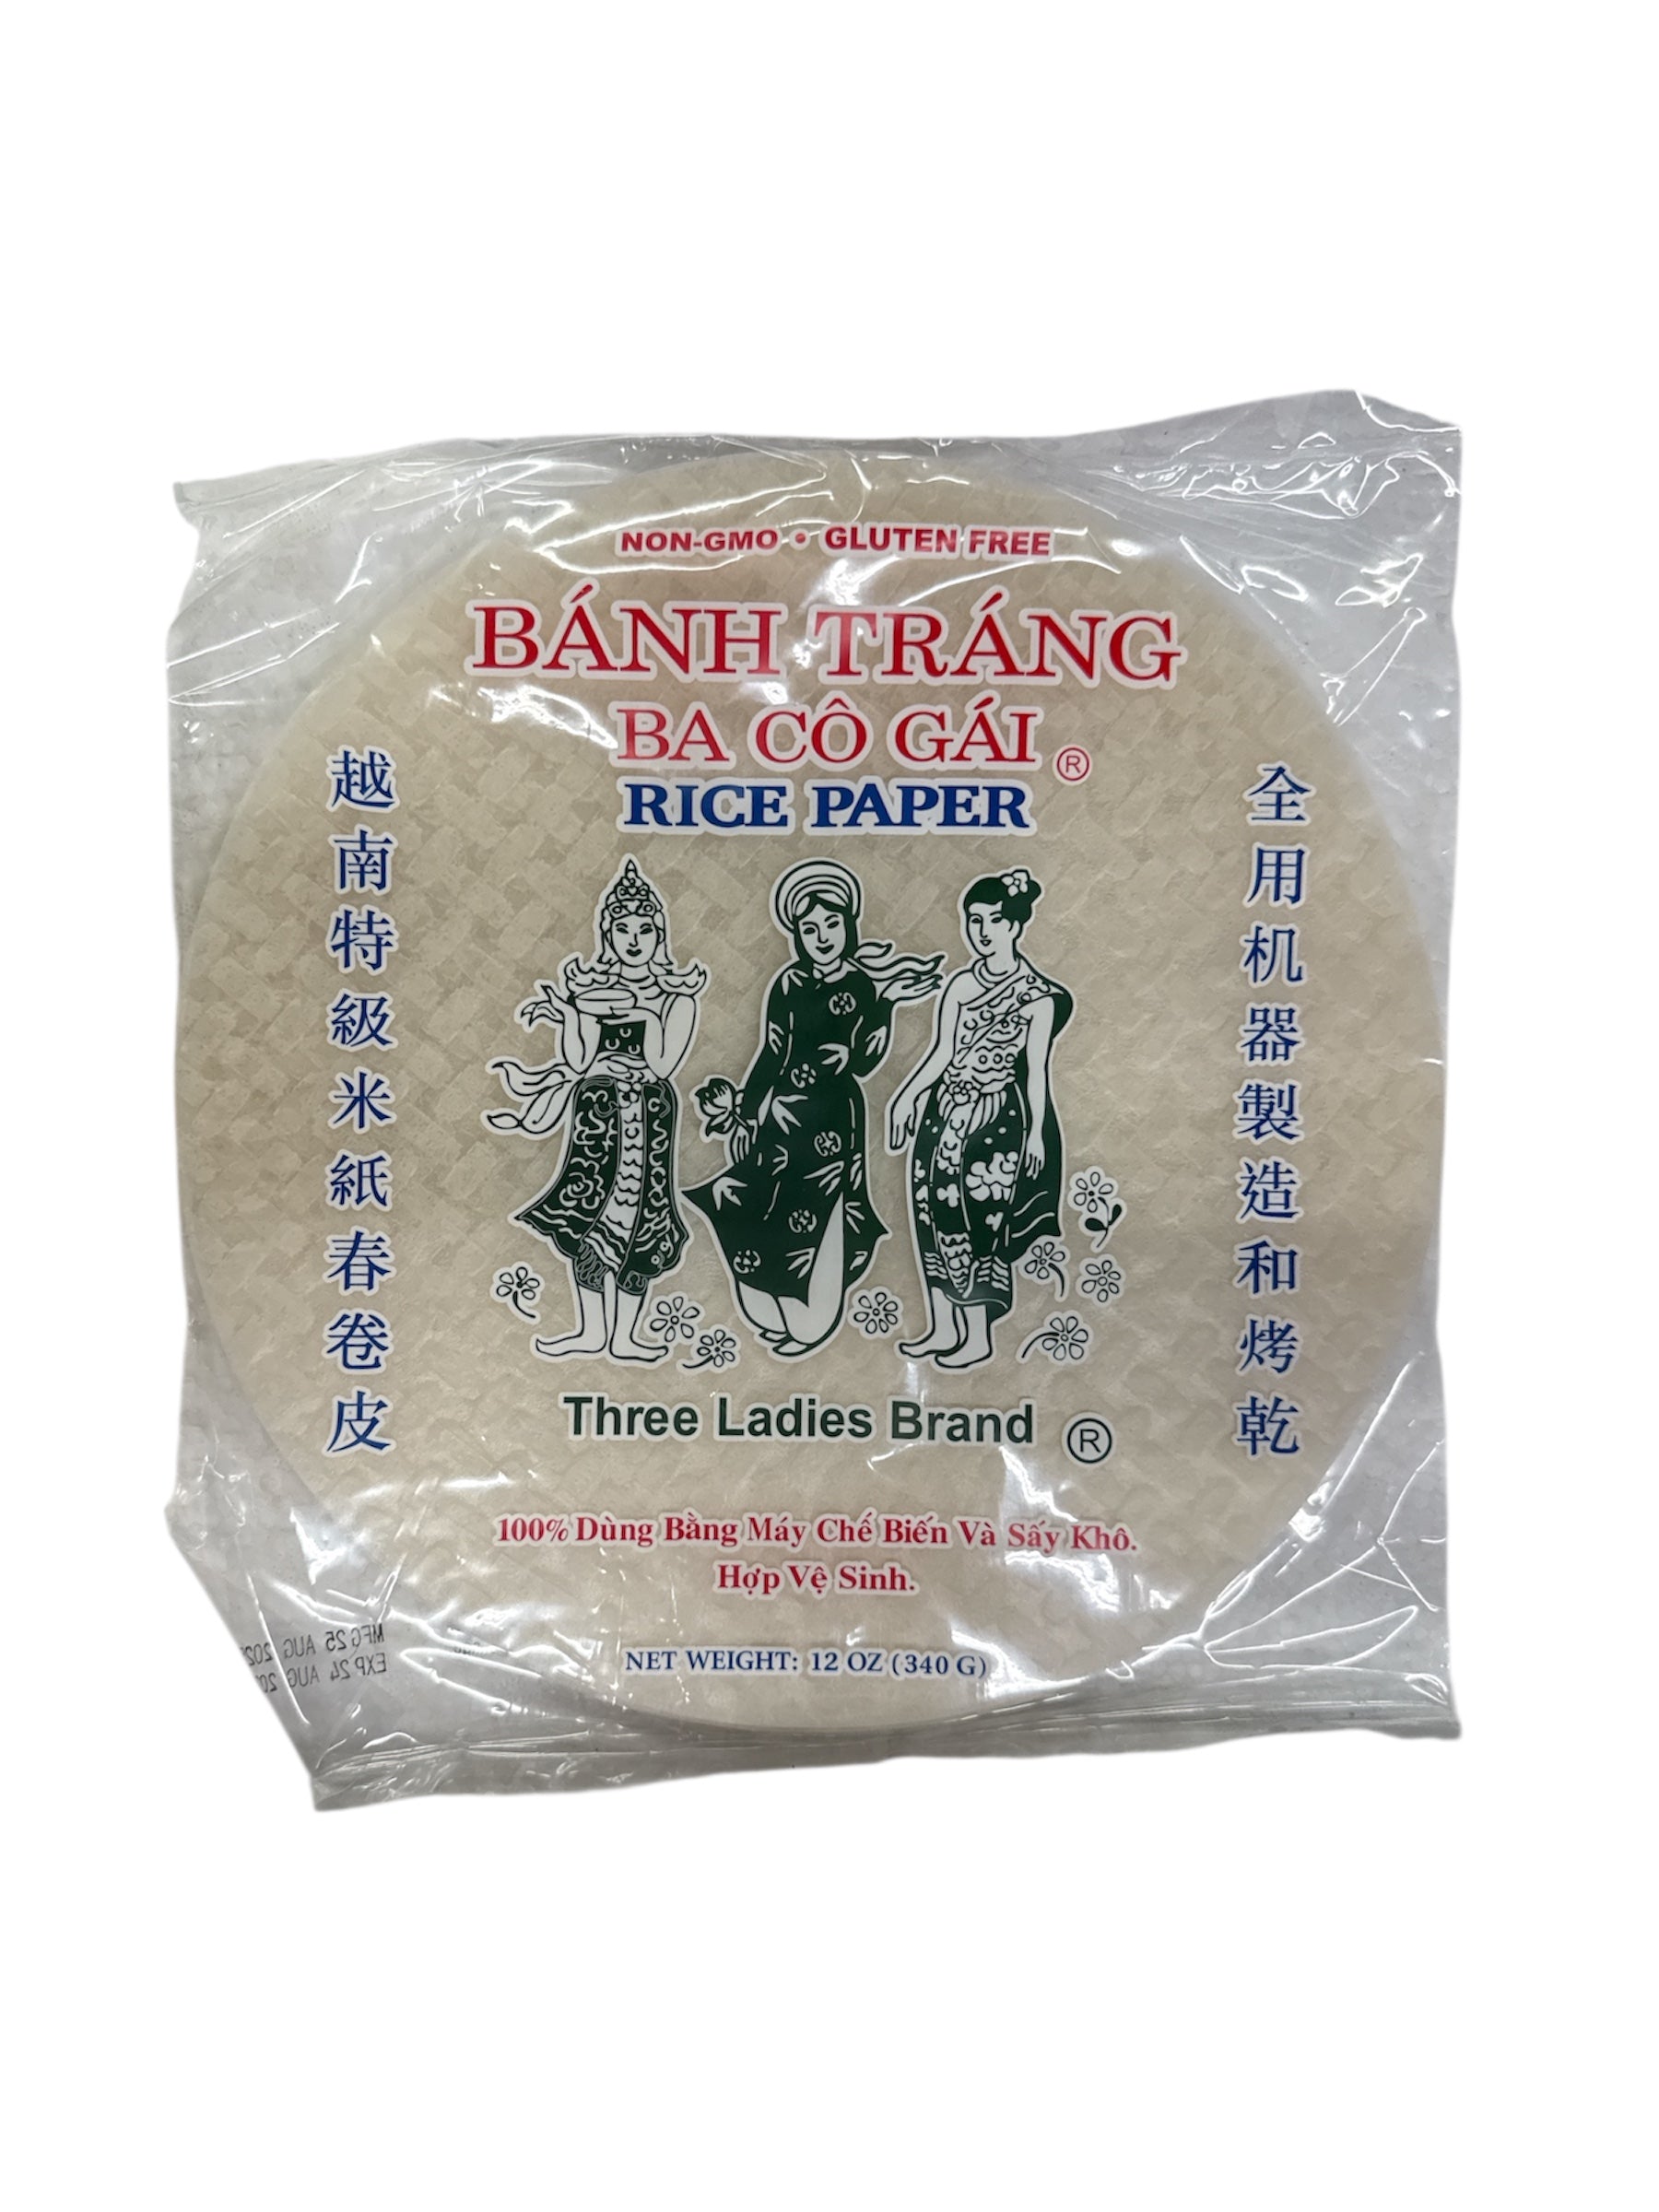 NON-GMO • GLUTEN FREE
BÁNH TRÁNG
BA CÔ GÁI ®
RICE PAPER
越南特級米紙春卷皮
全用机器製造和烤乾
Three Ladies Brand ®
100% Dùng Bằng Máy Chế Biến Và Sấy Khô.
Hợp Vệ Sinh.
MFG 25 AUG
EXP 24 AUG
NET WEIGHT: 12 OZ (340 G)